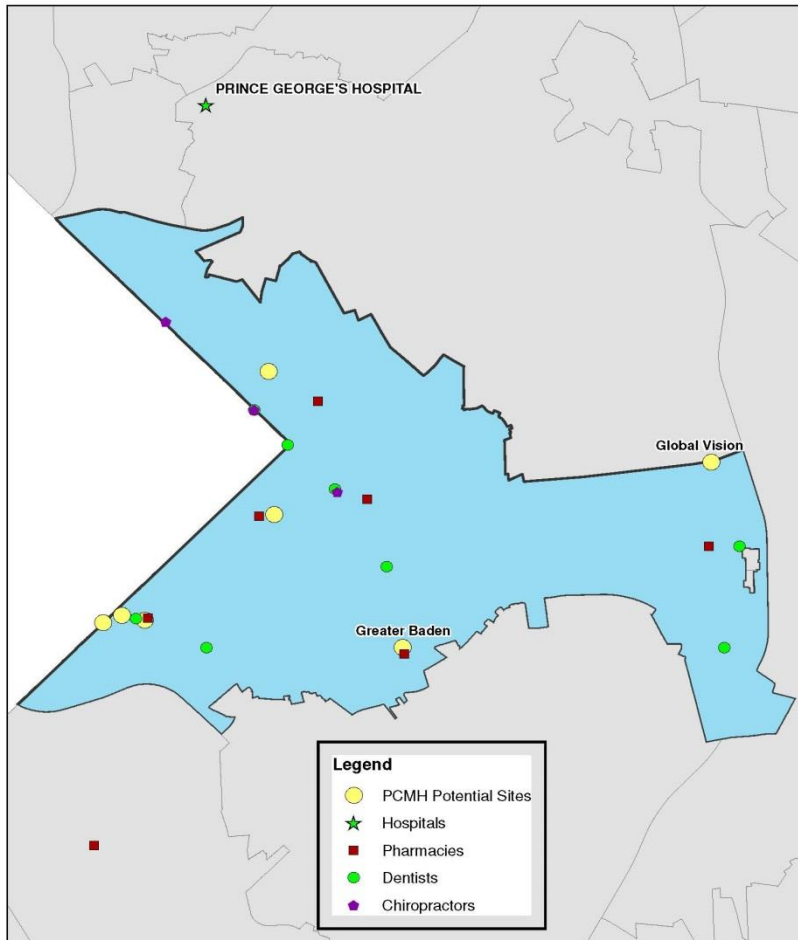 PRINCE GEORGE'S HOSPITAL
Global Vision
Greater Baden
Legend
PCMH Potential Sites
Hospitals
Pharmacies
Dentists
Chiropractors